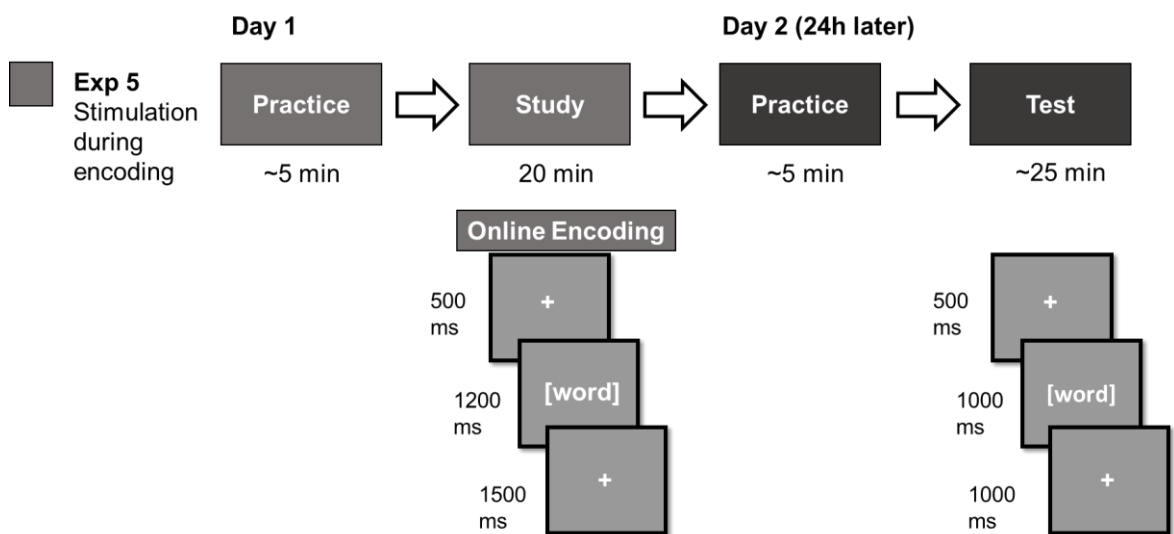 Day 1
Day 2 (24h later)
Exp 5
Stimulation
during
encoding
Practice
Study
Practice
Test
~5 min
20 min
~5 min
~25 min
Online Encoding
500
ms
+
1200
ms
[word]
1500
ms
+
500
ms
+
1000
ms
[word]
1000
ms
+